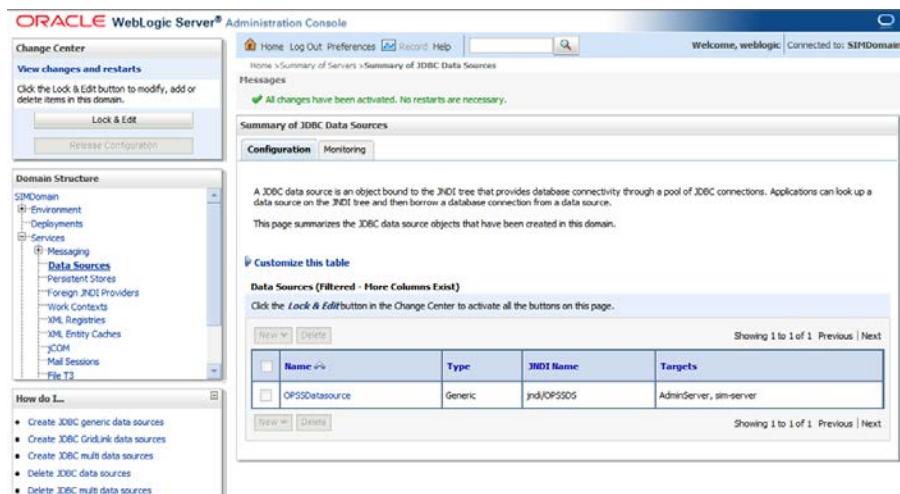 ORACLE WebLogic Server® Administration Console
Change Center
View changes and restarts
Click the Lock & Edit button to modify, add or
delete items in this domain.
Lock & Edit
Release Configuration
Domain Structure
SIMDomain
Environment
Deployments
Services
Messaging
Data Sources
Persistent Stores
Foreign JNDI Providers
Work Contexts
XML Registries
XML Entity Caches
jCOM
Mail Sessions
File T3
How do I...
Create JDBC generic data sources
Create JDBC GridLink data sources
Create JDBC multi data sources
Delete JDBC data sources
Delete JDBC multi data sources
Home Log Out Preferences Record Help
Welcome, weblogic Connected to: SIMDomain
Home >Summary of Servers >Summary of JDBC Data Sources
Messages
All changes have been activated. No restarts are necessary.
Summary of JDBC Data Sources
Configuration Monitoring
A JDBC data source is an object bound to the JNDI tree that provides database connectivity through a pool of JDBC connections. Applications can look up a
data source on the JNDI tree and then borrow a database connection from a data source.
This page summarizes the JDBC data source objects that have been created in this domain.
Customize this table
Data Sources (Filtered - More Columns Exist)
Click the Lock & Edit button in the Change Center to activate all the buttons on this page.
New Delete Showing 1 to 1 of 1 Previous | Next
Name Type JNDI Name Targets
OPSSDatasource Generic jndi/OPSSDS AdminServer, sim-server
New Delete Showing 1 to 1 of 1 Previous | Next